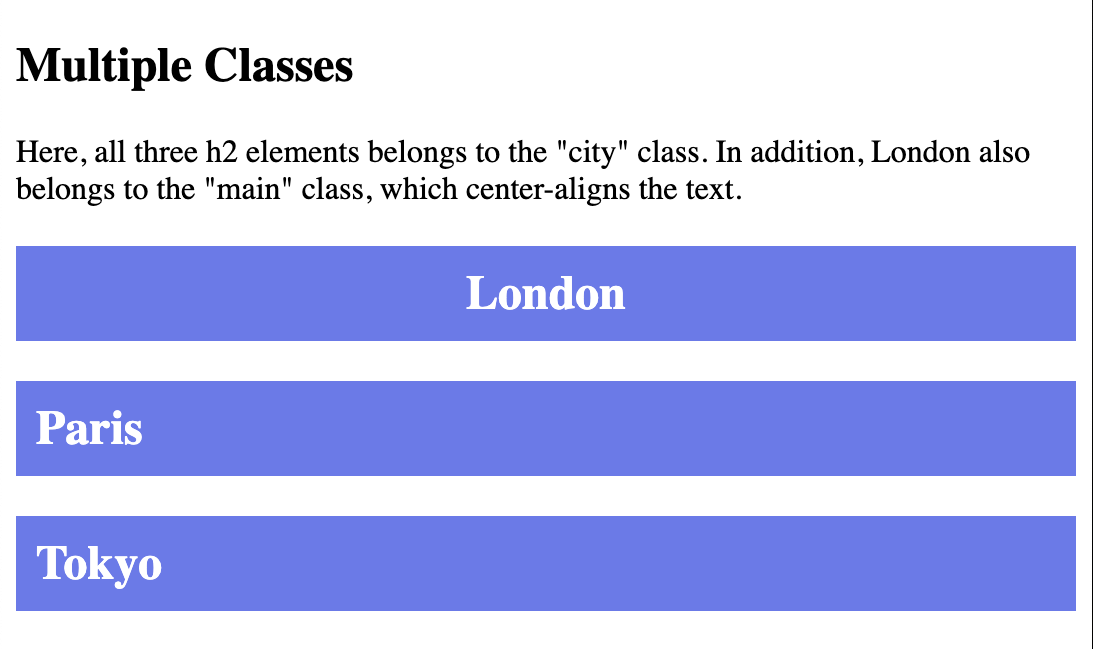 Multiple Classes
Here, all three h2 elements belongs to the "city" class. In addition, London also
belongs to the "main" class, which center-aligns the text.
London
Paris
Tokyo